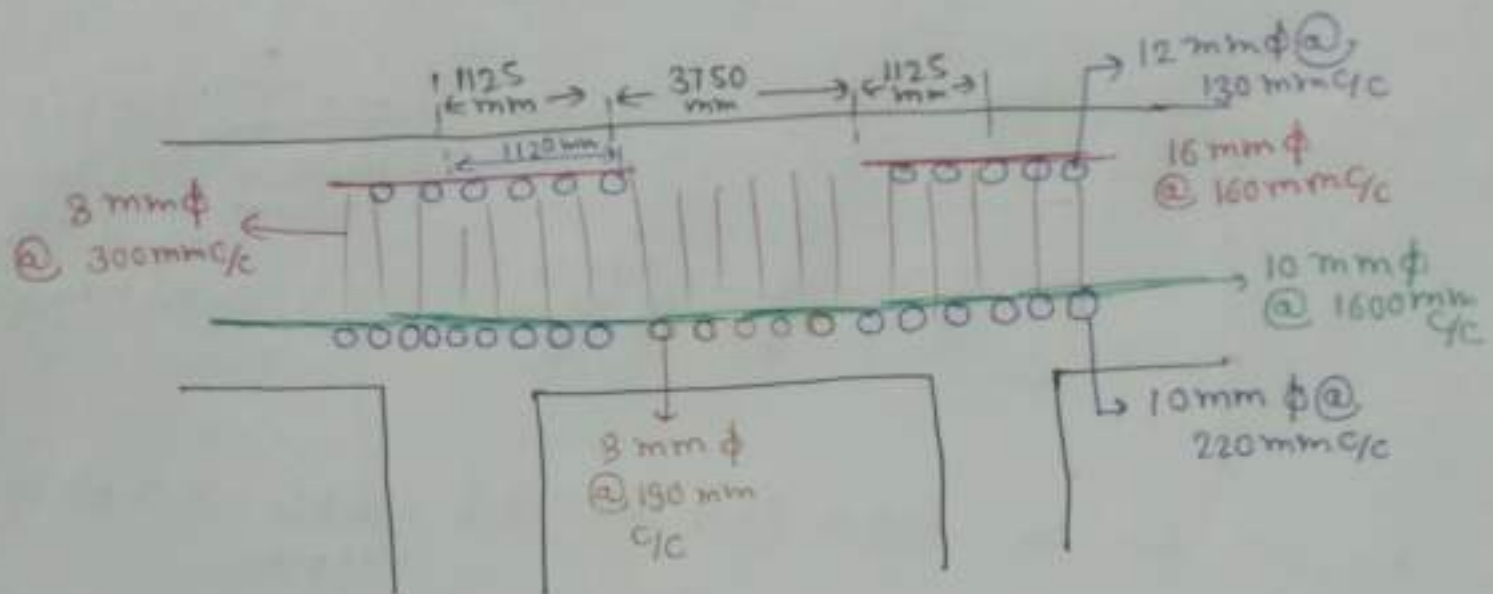 1125
mm
3750
mm
1125
mm
12 mm ϕ @
130 mm c/c
1120 mm
16 mm ϕ
@ 160 mm c/c
8 mm ϕ
@ 300 mm c/c
10 mm ϕ
@ 1600 mm
c/c
10 mm ϕ @
220 mm c/c
8 mm ϕ
@ 190 mm
c/c